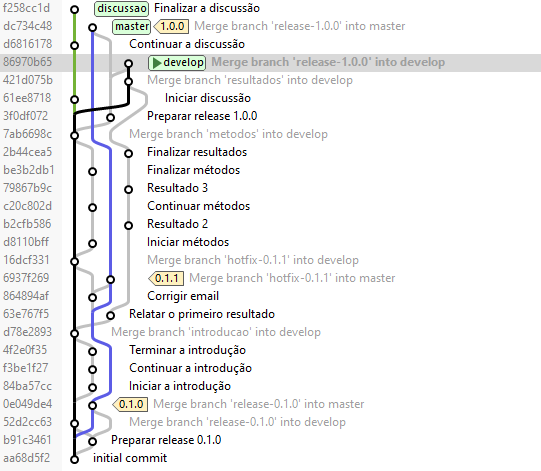 f258cc1d discussao Finalizar a discussão
dc734c48 master 1.0.0 Merge branch 'release-1.0.0' into master
d6816178 Continuar a discussão
86970b65 develop Merge branch 'release-1.0.0' into develop
421d075b Merge branch 'resultados' into develop
61ee8718 Iniciar discussão
3f0df072 Preparar release 1.0.0
7ab6698c Merge branch 'metodos' into develop
2b44cea5 Finalizar resultados
be3b2db1 Finalizar métodos
79867b9c Resultado 3
c20c802d Continuar métodos
b2cfb586 Resultado 2
d8110bff Iniciar métodos
16dcf331 Merge branch 'hotfix-0.1.1' into develop
6937f269 0.1.1 Merge branch 'hotfix-0.1.1' into master
864894af Corrigir email
63e767f5 Relatar o primeiro resultado
d78e2893 Merge branch 'introducao' into develop
4f2e0f35 Terminar a introdução
f3be1f27 Continuar a introdução
84ba57cc Iniciar a introdução
0e049de4 0.1.0 Merge branch 'release-0.1.0' into master
52d2cc63 Merge branch 'release-0.1.0' into develop
b91c3461 Preparar release 0.1.0
aa68d5f2 initial commit